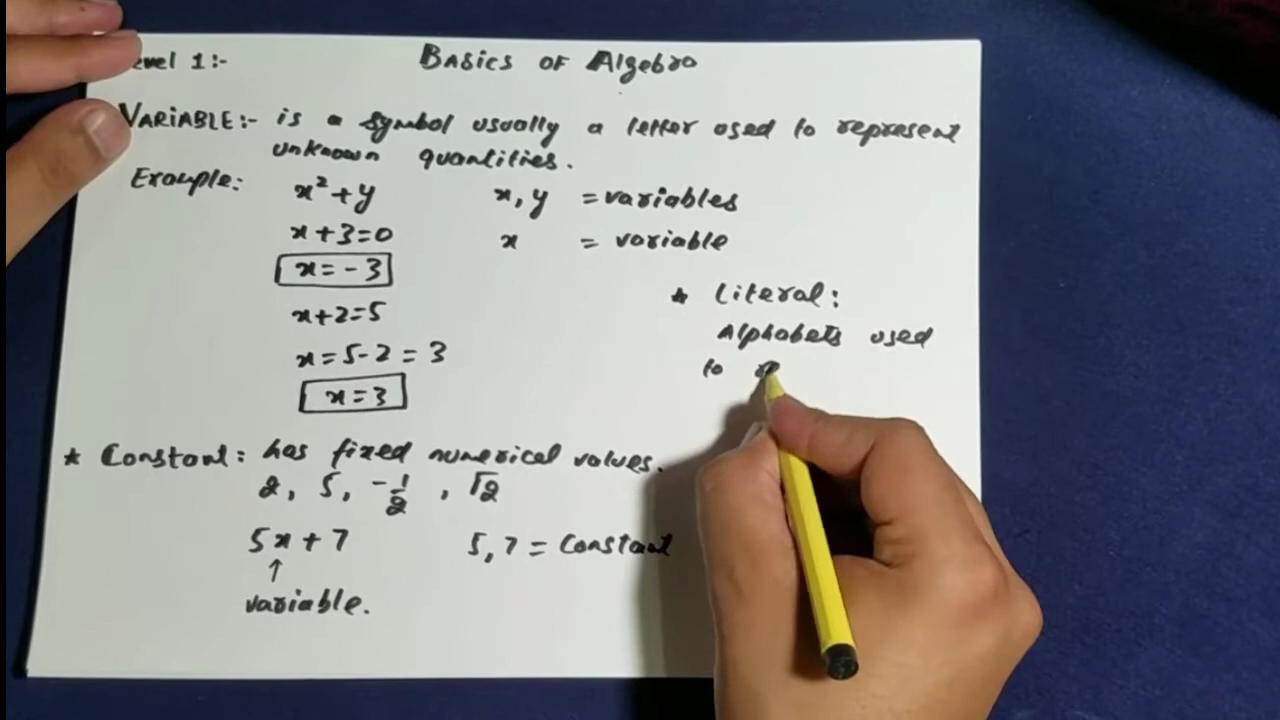 Level 1:-
Basics of Algebra
VARiABLE:- is a symbol usually a letter used to represent
unknown quantities.
Example:
x² + y
x, y = variables
x + 3 = 0
x = variable
x = - 3
x + 2 = 5
x = 5 - 2 = 3
x = 3
* Literal:
Alphabets used
to
* Constant: has fixed numerical values.
2, 5, -1/2, √2
5x + 7
5, 7 = Constant
↑
variable.